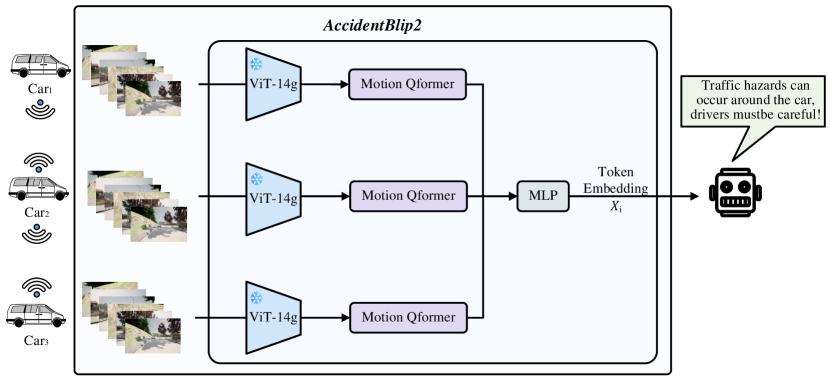 AccidentBlip2
Car1
ViT-14g
Motion Qformer
Traffic hazards can
occur around the car,
drivers mustbe careful!
Car2
ViT-14g
Motion Qformer
MLP
Token
Embedding
Xi
Car3
ViT-14g
Motion Qformer